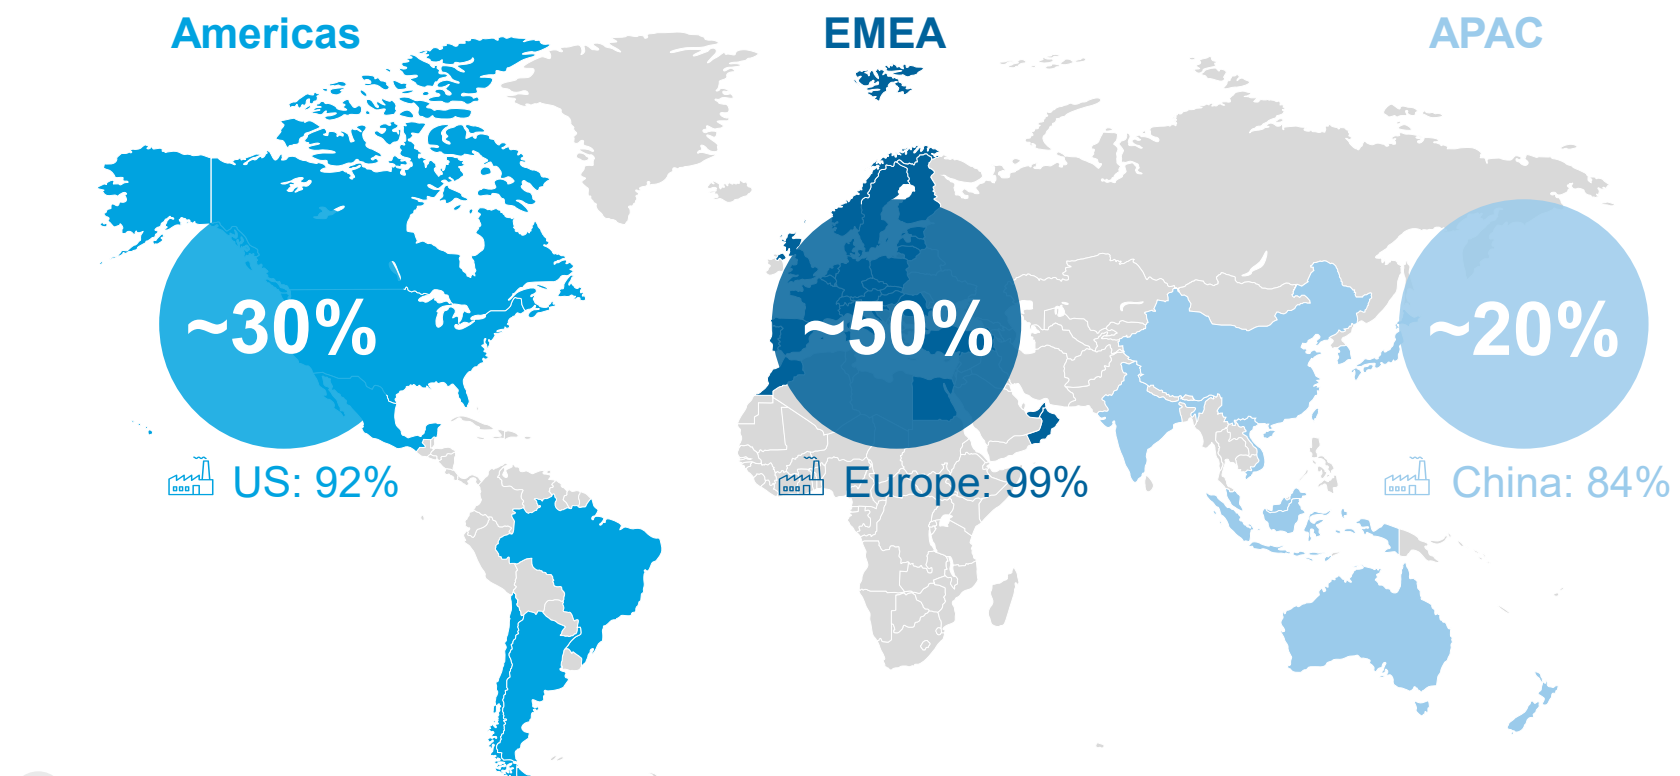 Americas
EMEA
APAC
~30%
~50%
~20%
US: 92%
Europe: 99%
China: 84%